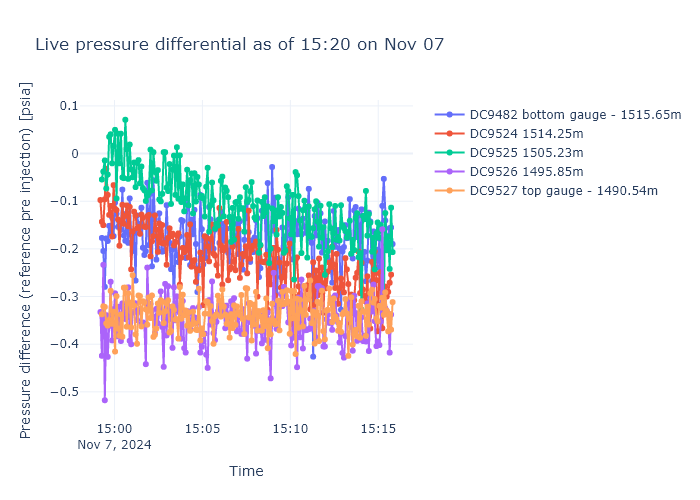 Live pressure differential as of 15:20 on Nov 07
Pressure difference (reference pre injection) [psia]
0.1
0
−0.1
−0.2
−0.3
−0.4
−0.5
15:00
Nov 7, 2024
15:05
15:10
15:15
Time
DC9482 bottom gauge - 1515.65m
DC9524 1514.25m
DC9525 1505.23m
DC9526 1495.85m
DC9527 top gauge - 1490.54m